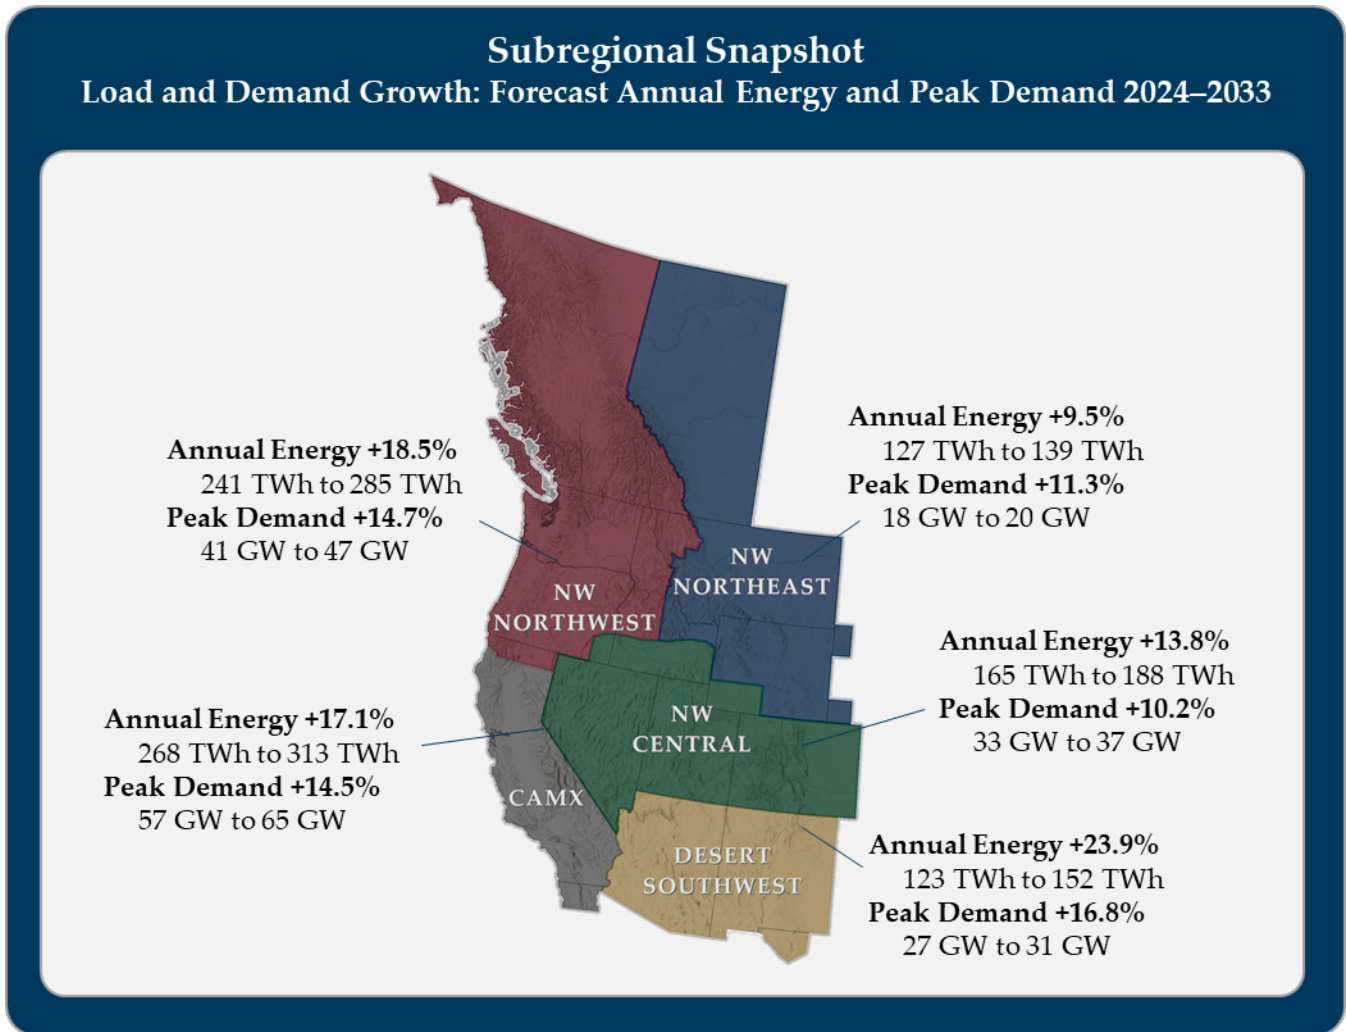 Subregional Snapshot
Load and Demand Growth: Forecast Annual Energy and Peak Demand 2024–2033
Annual Energy +18.5%
241 TWh to 285 TWh
Peak Demand +14.7%
41 GW to 47 GW
Annual Energy +9.5%
127 TWh to 139 TWh
Peak Demand +11.3%
18 GW to 20 GW
NW
NORTHEAST
NW
NORTHWEST
Annual Energy +13.8%
165 TWh to 188 TWh
Peak Demand +10.2%
33 GW to 37 GW
Annual Energy +17.1%
268 TWh to 313 TWh
Peak Demand +14.5%
57 GW to 65 GW
NW
CENTRAL
CAMX
DESERT
SOUTHWEST
Annual Energy +23.9%
123 TWh to 152 TWh
Peak Demand +16.8%
27 GW to 31 GW